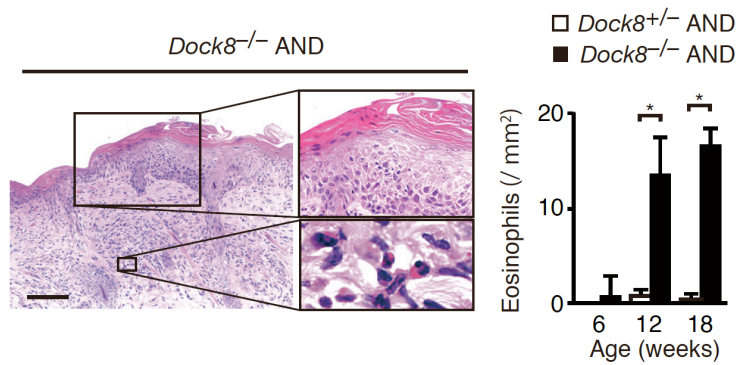 Dock8–/– AND
Dock8+/– AND
Dock8–/– AND
Eosinophils (/ mm2)
20
10
0
* *
6 12 18
Age (weeks)